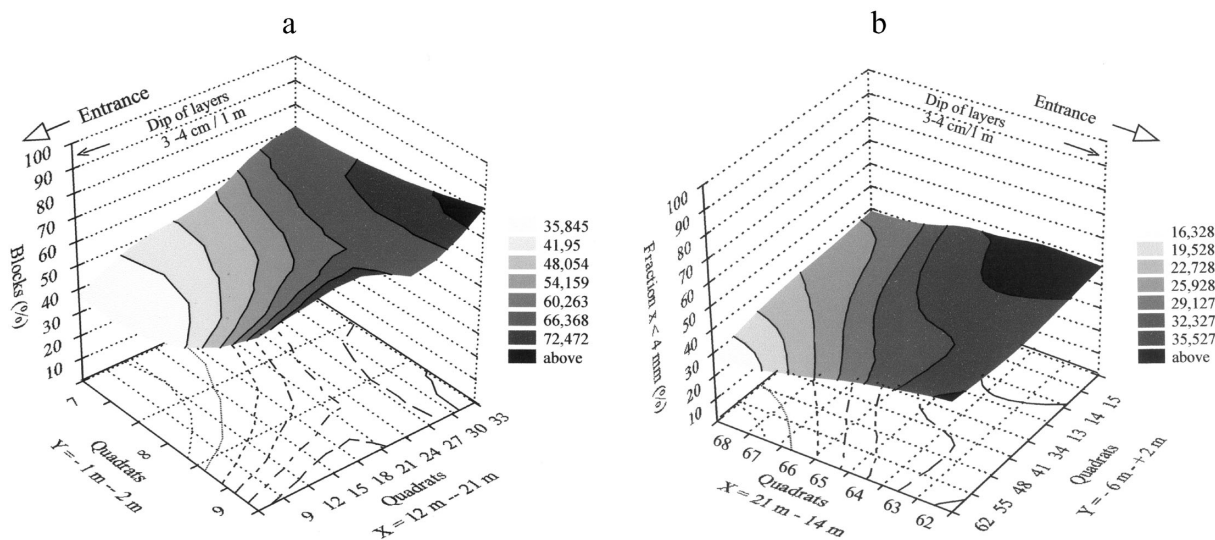 a
Entrance
Dip of layers
3 -4 cm / 1 m
100
90
80
70
60
50
40
30
20
10
Blocks (%)
7
∞
9
Quadrats
Y = - 1 m - 2 m
9 12 15 18 21 24 27 30 33
Quadrats
X = 12 m -- 21 m
35,845
41,95
48,054
54,159
60,263
66,368
72,472
above
b
Entrance
Dip of layers
3-4 cm/1 m
100
90
80
70
60
50
40
30
20
10
Fraction x < 4 mm (%)
68 67 66 65 64 63 62
Quadrats
X = 21 m - 14 m
62 55 48 41 34 13 14 15
Quadrats
Y = - 6 m - + 2 m
16,328
19,528
22,728
25,928
29,127
32,327
35,527
above